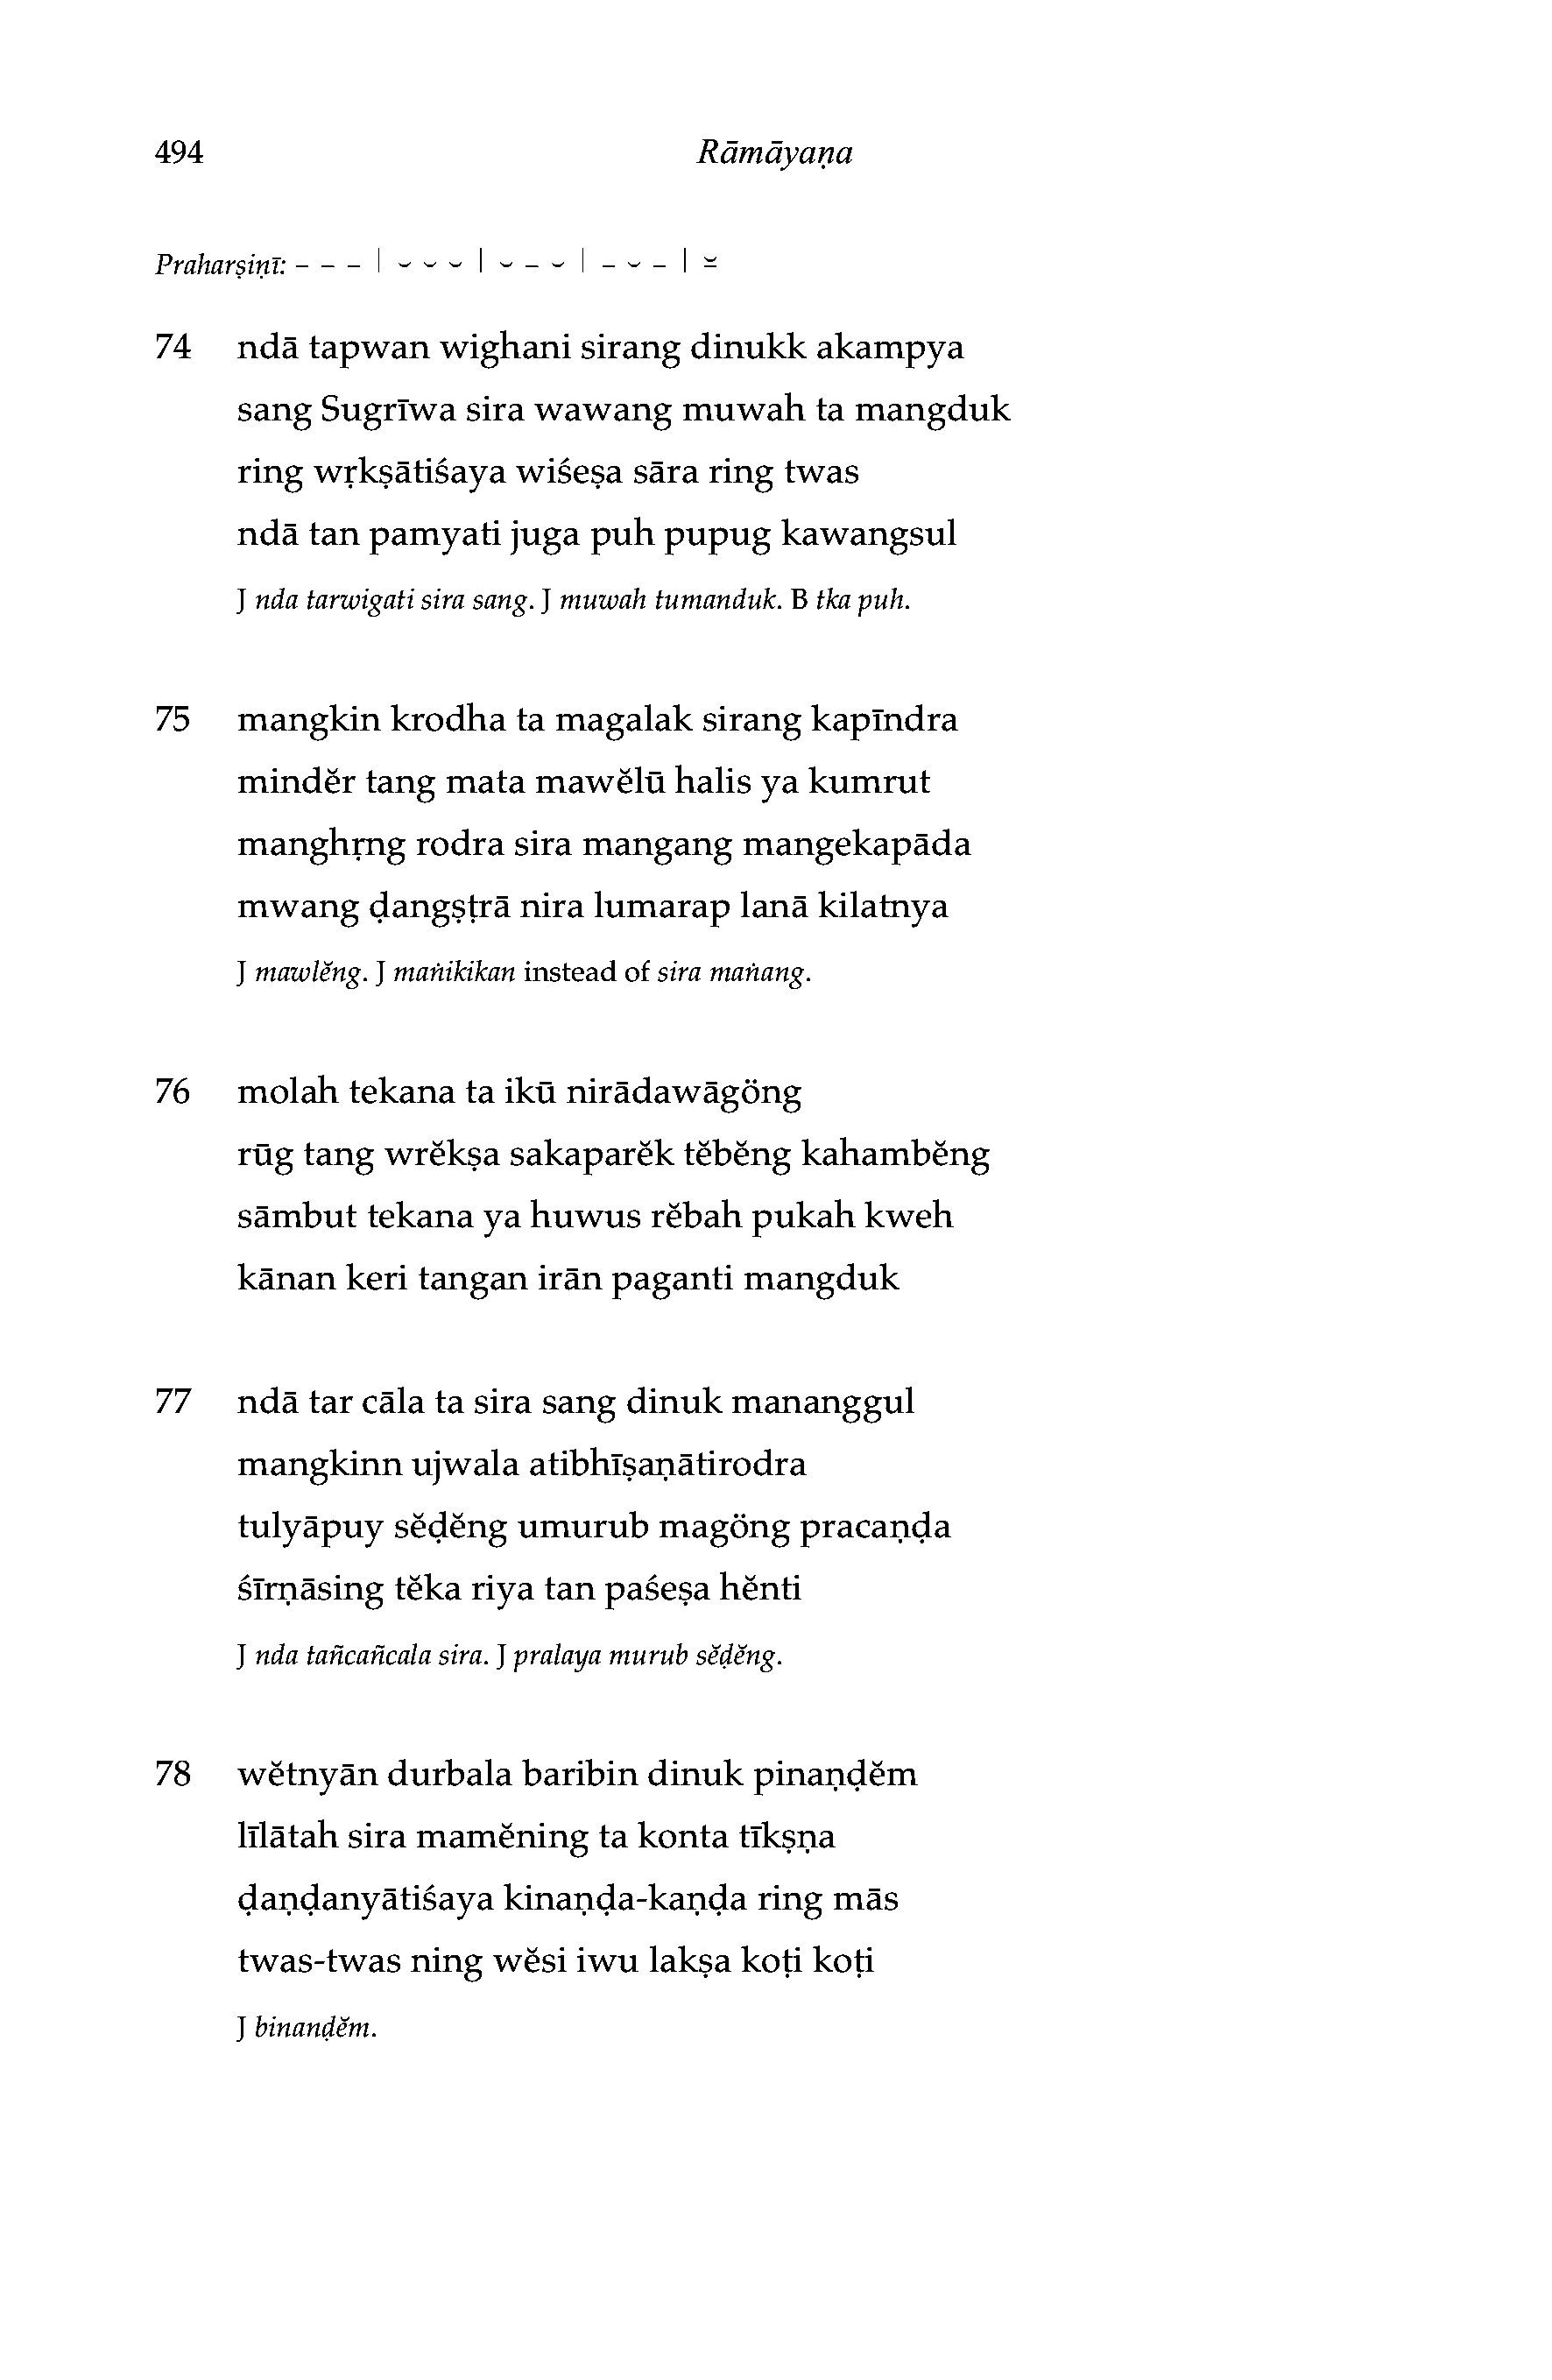 494 Rāmāyaṇa
Praharṣiṇī: – – – | ⏑ ⏑ ⏑ | ⏑ – ⏑ | – ⏑ – | ⏓
74 ndā tapwan wighani sirang dinukk akampya
sang Sugrīwa sira wawang muwah ta mangduk
ring wṛkṣātiśaya wiśeṣa sāra ring twas
ndā tan pamyati juga puh pupug kawangsul
J nda tarwigati sira sang. J muwah tumanduk. B tka puh.
75 mangkin krodha ta magalak sirang kapīndra
mindĕr tang mata mawĕlū halis ya kumrut
manghṛng rodra sira mangang mangekapāda
mwang ḍangṣṭrā nira lumarap lanā kilatnya
J mawlĕng. J maṅikikan instead of sira maṅang.
76 molah tekana ta ikū nirādawāgöng
rūg tang wrĕkṣa sakaparĕk tĕbĕng kahambĕng
sāmbut tekana ya huwus rĕbah pukah kweh
kānan keri tangan irān paganti mangduk
77 ndā tar cāla ta sira sang dinuk mananggul
mangkinn ujwala atibhīṣaṇātirodra
tulyāpuy sĕḍĕng umurub magöng pracaṇḍa
śīrṇāsing tĕka riya tan paśeṣa hĕnti
J nda tañcañcala sira. J pralaya murub sĕḍĕng.
78 wĕtnyān durbala baribin dinuk pinaṇḍĕm
līlātah sira mamĕning ta konta tīkṣṇa
ḍaṇḍanyātiśaya kinaṇḍa-kaṇḍa ring mās
twas-twas ning wĕsi iwu lakṣa koṭi koṭi
J binanḍĕm.